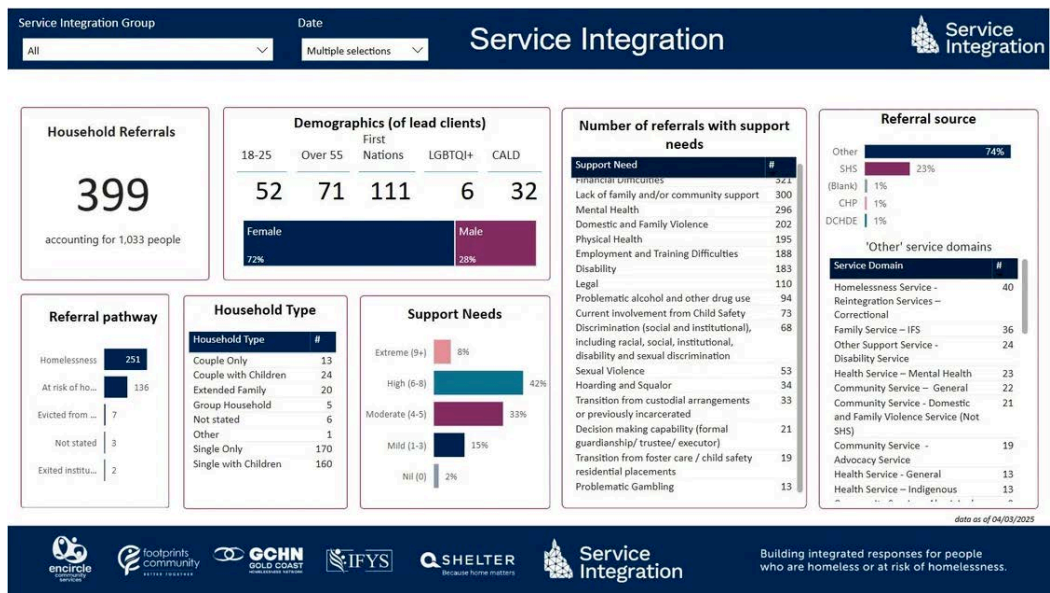 Service Integration Group
All
Date
Multiple selections
Service Integration
Service
Integration
Household Referrals
399
accounting for 1,033 people
Demographics (of lead clients)
18-25
Over 55
First
Nations
LGBTQI+
CALD
52
71
111
6
32
Female
72%
Male
28%
Number of referrals with support
needs
Support Need #
Financial Difficulties 321
Lack of family and/or community support 300
Mental Health 296
Domestic and Family Violence 202
Physical Health 195
Employment and Training Difficulties 188
Disability 183
Legal 110
Problematic alcohol and other drug use 94
Current involvement from Child Safety 73
Discrimination (social and institutional), 68
including racial, social, institutional,
disability and sexual discrimination
Sexual Violence 53
Hoarding and Squalor 34
Transition from custodial arrangements 33
or previously incarcerated
Decision making capability (formal 21
guardianship/ trustee/ executor)
Transition from foster care / child safety 19
residential placements
Problematic Gambling 13
Referral source
Other 74%
SHS 23%
(Blank) 1%
CHP 1%
DCHDE 1%
'Other' service domains
Service Domain #
Homelessness Service - 40
Reintegration Services –
Correctional
Family Service – IFS 36
Other Support Service - 24
Disability Service
Health Service – Mental Health 23
Community Service – General 22
Community Service - Domestic 21
and Family Violence Service (Not
SHS)
Community Service - 19
Advocacy Service
Health Service - General 13
Health Service – Indigenous 13
Referral pathway
Homelessness 251
At risk of ho... 136
Evicted from ... 7
Not stated 3
Exited institu... 2
Household Type
Household Type #
Couple Only 13
Couple with Children 24
Extended Family 20
Group Household 5
Not stated 6
Other 1
Single Only 170
Single with Children 160
Support Needs
Extreme (9+) 8%
High (6-8) 42%
Moderate (4-5) 33%
Mild (1-3) 15%
Nil (0) 2%
data as of 04/03/2025
encircle
community
services
footprints
community
BETTER TOGETHER
GCHN
GOLD COAST
HOMELESSNESS NETWORK
IFYS
Q SHELTER
Because home matters
Service
Integration
Building integrated responses for people
who are homeless or at risk of homelessness.